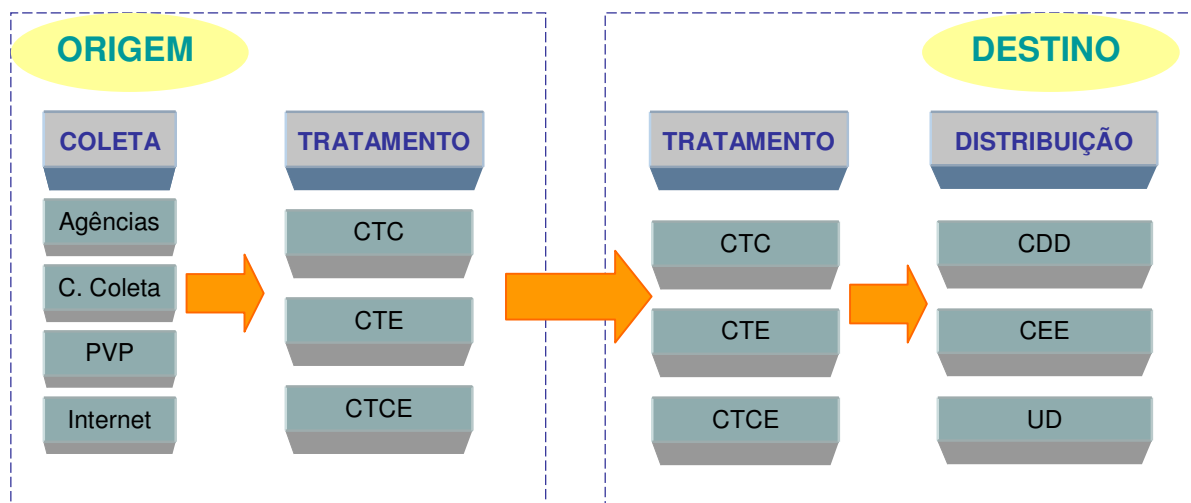 ORIGEM
COLETA
Agências
C. Coleta
PVP
Internet
TRATAMENTO
CTC
CTE
CTCE
DESTINO
TRATAMENTO
CTC
CTE
CTCE
DISTRIBUIÇÃO
CDD
CEE
UD